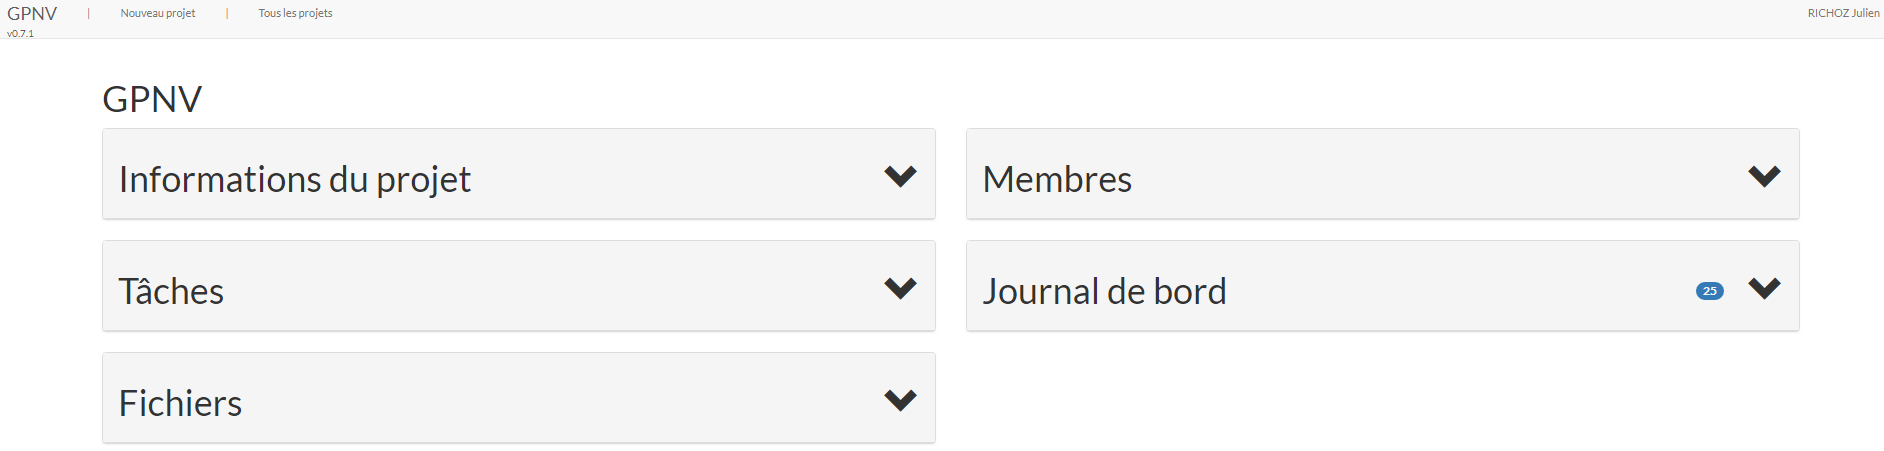 GPNV | Nouveau projet | Tous les projets RICHOZ Julien
v0.7.1
GPNV
Informations du projet
Membres
Tâches
Journal de bord 25
Fichiers